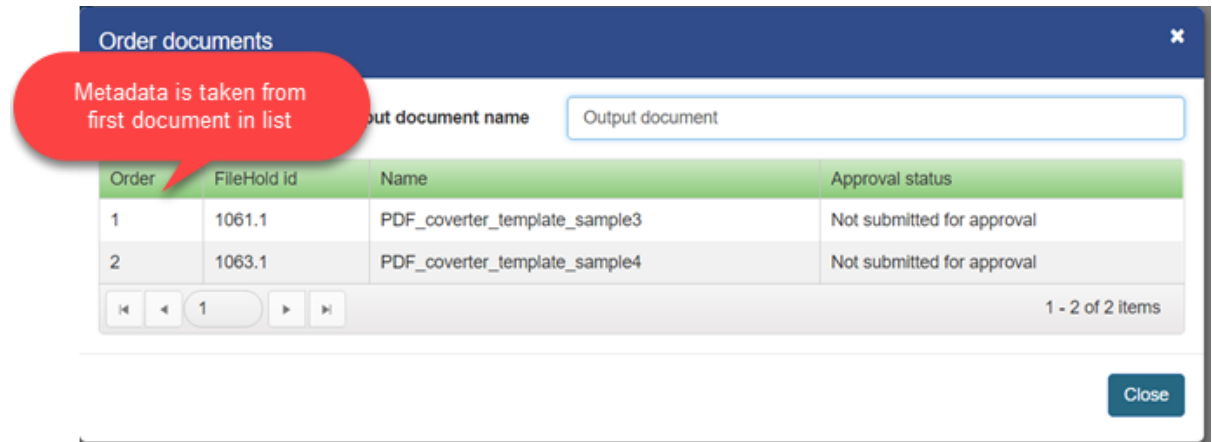 Order documents
Metadata is taken from
first document in list
document name Output document
Order FileHold id Name Approval status
1 1061.1 PDF_coverter_template_sample3 Not submitted for approval
2 1063.1 PDF_coverter_template_sample4 Not submitted for approval
1 1 - 2 of 2 items
Close